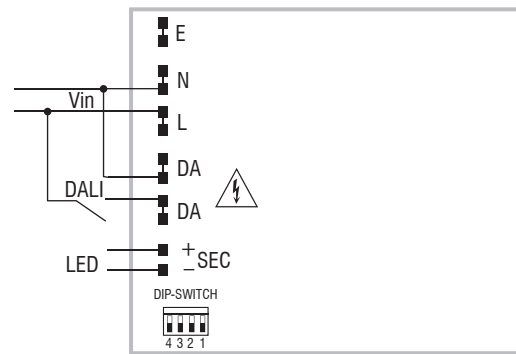 E
N
Vin
L
DA
DALI
DA
+
LED
− SEC
DIP-SWITCH
4 3 2 1